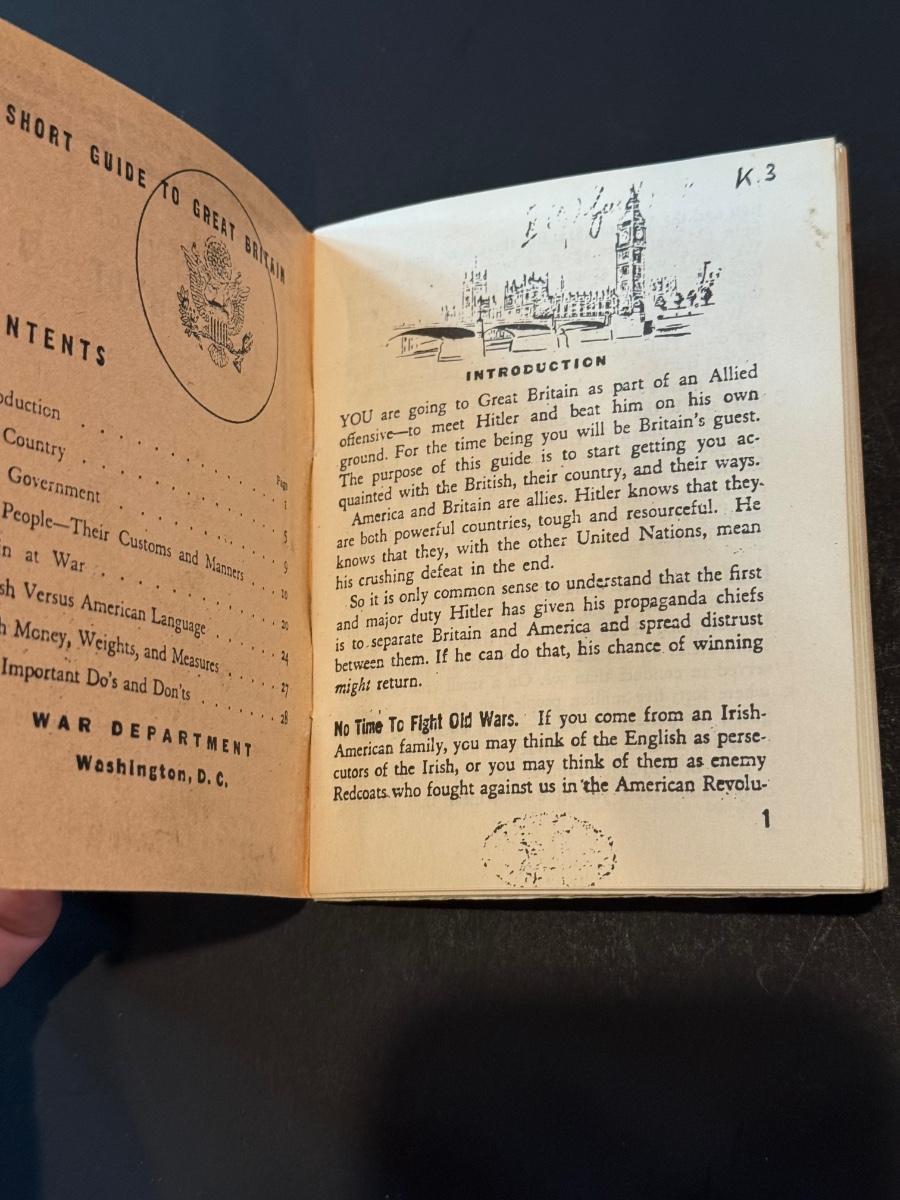 SHORT GUIDE TO GREAT BRITAIN
NTENTS
Page
oduction . . . . . . . . 1
Country . . . . . . . . 5
Government . . . . . . . 9
People—Their Customs and Manners . . 10
in at War . . . . . . . 20
sh Versus American Language . . . . 24
h Money, Weights, and Measures . . . 27
Important Do's and Don'ts . . . . . 28
WAR DEPARTMENT
Washington, D. C.
K.3
INTRODUCTION
YOU are going to Great Britain as part of an Allied
offensive—to meet Hitler and beat him on his own
ground. For the time being you will be Britain's guest.
The purpose of this guide is to start getting you ac-
quainted with the British, their country, and their ways.
America and Britain are allies. Hitler knows that they
are both powerful countries, tough and resourceful. He
knows that they, with the other United Nations, mean
his crushing defeat in the end.
So it is only common sense to understand that the first
and major duty Hitler has given his propaganda chiefs
is to separate Britain and America and spread distrust
between them. If he can do that, his chance of winning
might return.
No Time To Fight Old Wars. If you come from an Irish-
American family, you may think of the English as perse-
cutors of the Irish, or you may think of them as enemy
Redcoats who fought against us in the American Revolu-
1